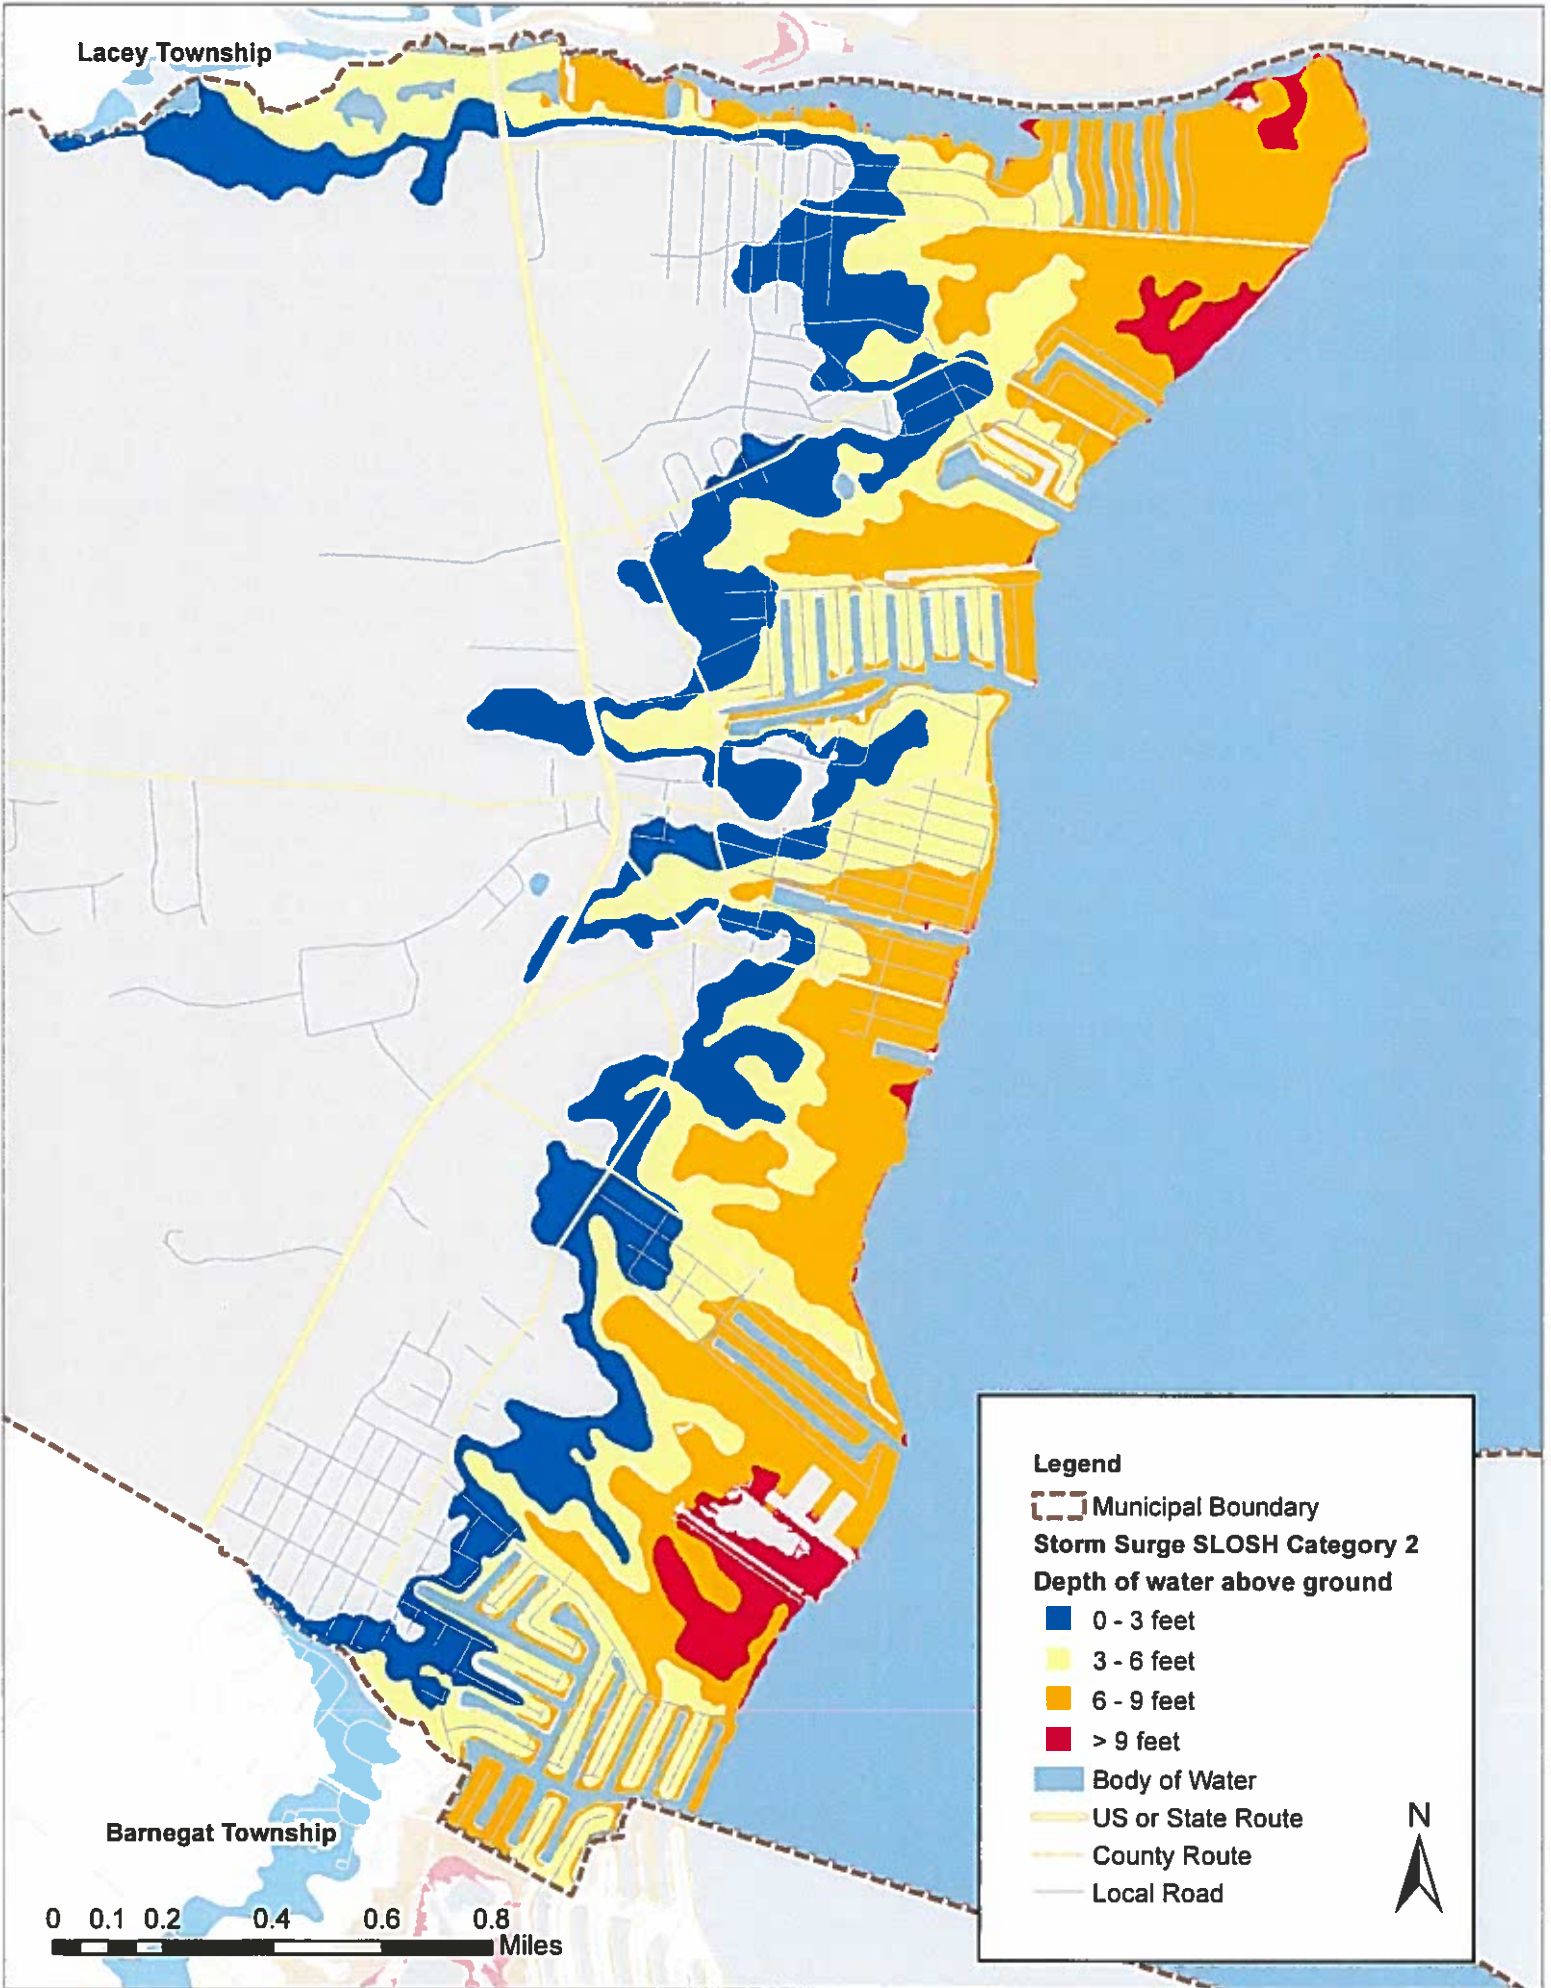 Lacey Township
Legend
Municipal Boundary
Storm Surge SLOSH Category 2
Depth of water above ground
0 - 3 feet
3 - 6 feet
6 - 9 feet
> 9 feet
Body of Water
US or State Route
County Route
Local Road
N
Barnegat Township
0 0.1 0.2 0.4 0.6 0.8
Miles